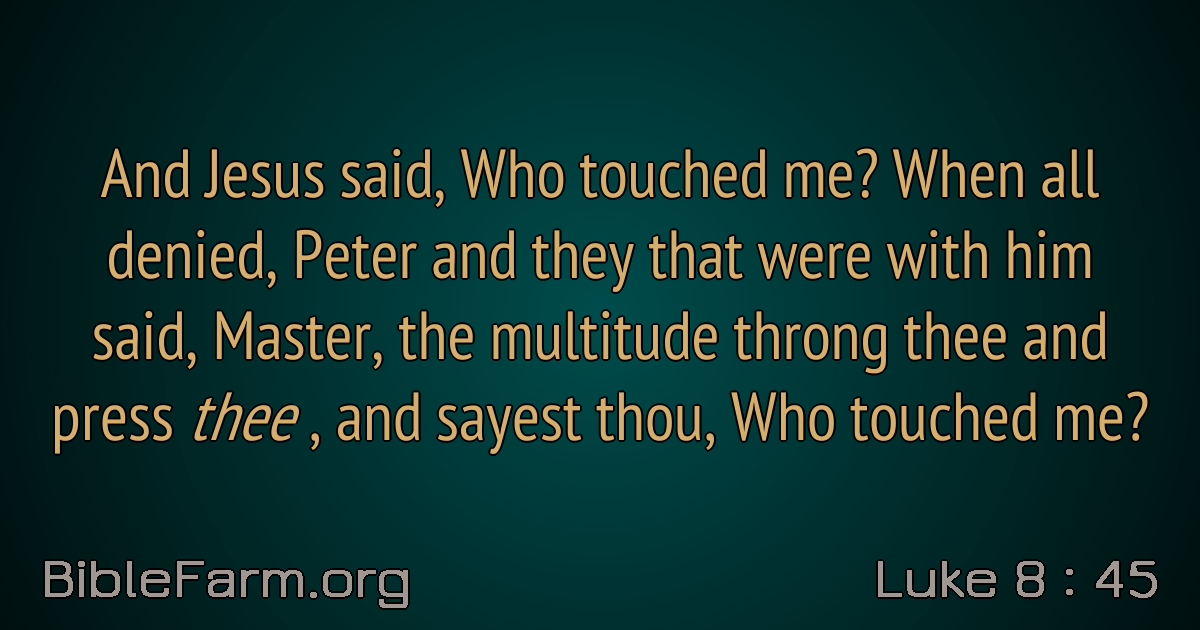 And Jesus said, Who touched me? When all
denied, Peter and they that were with him
said, Master, the multitude throng thee and
press thee , and sayest thou, Who touched me?
BibleFarm.org
Luke 8 : 45